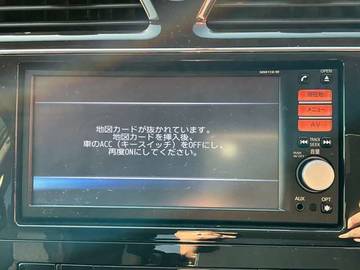 OPEN
現在地
メニュー
AV
TRACK
SEEK
音量
AUX
OPT
地図カードが抜かれています。
地図カードを挿入後、
車のACC（キースイッチ）をOFFにし、
再度ONにしてください。